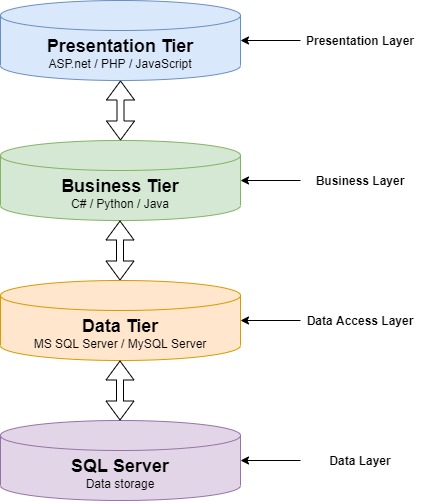 Presentation Tier
ASP.net / PHP / JavaScript
Presentation Layer
Business Tier
C# / Python / Java
Business Layer
Data Tier
MS SQL Server / MySQL Server
Data Access Layer
SQL Server
Data storage
Data Layer